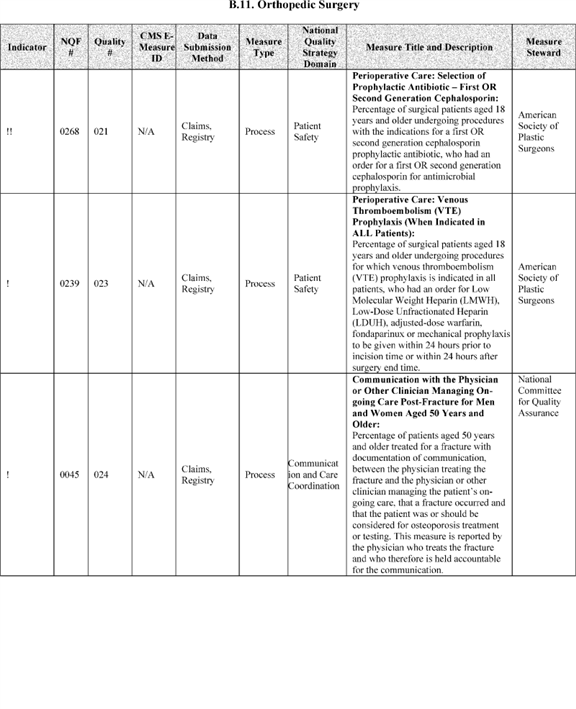 B.11. Orthopedic Surgery
Indicator
NQF
#
Quality
#
CMS E-
Measure
ID
Data
Submission
Method
Measure
Type
National
Quality
Strategy
Domain
Measure Title and Description
Measure
Steward
!!
0268
021
N/A
Claims,
Registry
Process
Patient
Safety
Perioperative Care: Selection of
Prophylactic Antibiotic – First OR
Second Generation Cephalosporin:
Percentage of surgical patients aged 18
years and older undergoing procedures
with the indications for a first OR
second generation cephalosporin
prophylactic antibiotic, who had an
order for a first OR second generation
cephalosporin for antimicrobial
prophylaxis.
American
Society of
Plastic
Surgeons
!
0239
023
N/A
Claims,
Registry
Process
Patient
Safety
Perioperative Care: Venous
Thromboembolism (VTE)
Prophylaxis (When Indicated in
ALL Patients):
Percentage of surgical patients aged 18
years and older undergoing procedures
for which venous thromboembolism
(VTE) prophylaxis is indicated in all
patients, who had an order for Low
Molecular Weight Heparin (LMWH),
Low-Dose Unfractionated Heparin
(LDUH), adjusted-dose warfarin,
fondaparinux or mechanical prophylaxis
to be given within 24 hours prior to
incision time or within 24 hours after
surgery end time.
American
Society of
Plastic
Surgeons
!
0045
024
N/A
Claims,
Registry
Process
Communicat
ion and Care
Coordination
Communication with the Physician
or Other Clinician Managing On-
going Care Post-Fracture for Men
and Women Aged 50 Years and
Older:
Percentage of patients aged 50 years
and older treated for a fracture with
documentation of communication,
between the physician treating the
fracture and the physician or other
clinician managing the patient's on-
going care, that a fracture occurred and
that the patient was or should be
considered for osteoporosis treatment
or testing. This measure is reported by
the physician who treats the fracture
and who therefore is held accountable
for the communication.
National
Committee
for Quality
Assurance